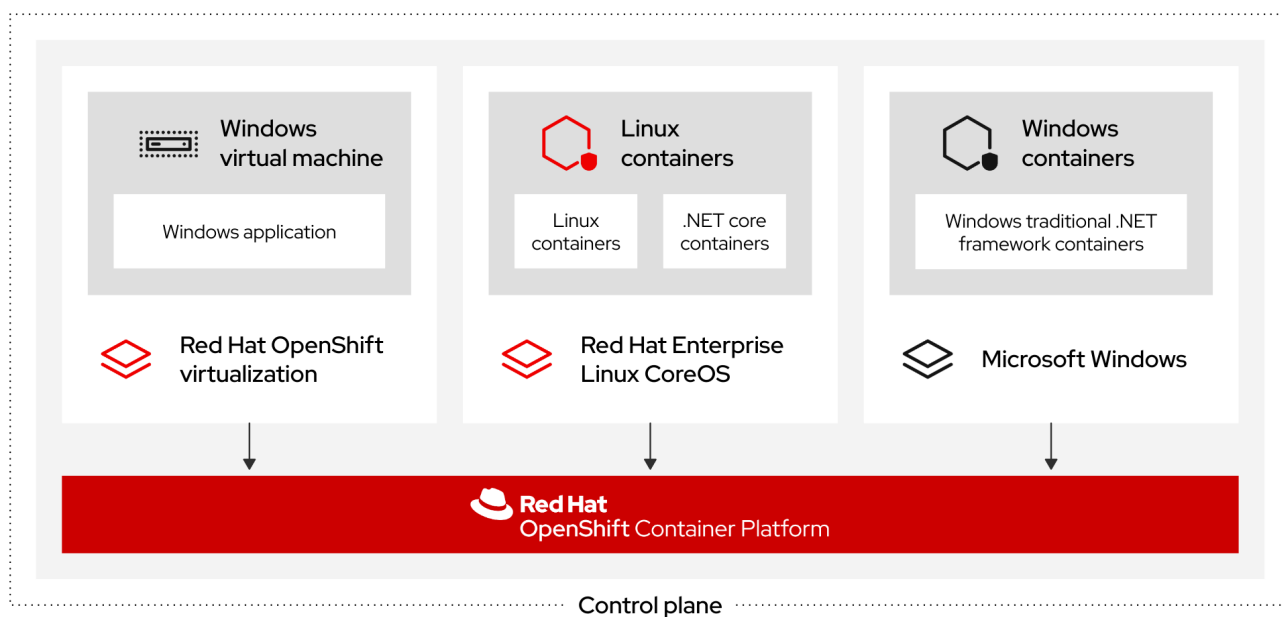 Windows
virtual machine
Windows application
Red Hat OpenShift
virtualization
Linux
containers
Linux
containers
.NET core
containers
Red Hat Enterprise
Linux CoreOS
Windows
containers
Windows traditional .NET
framework containers
Microsoft Windows
Red Hat
OpenShift Container Platform
Control plane